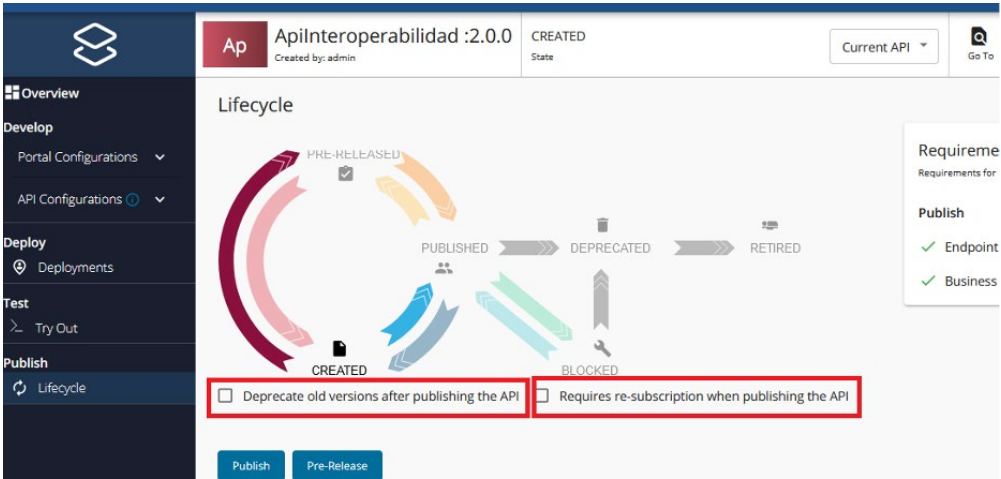 Ap
ApiInteroperabilidad :2.0.0
Created by: admin
CREATED
State
Current API
Go To
Overview
Develop
Portal Configurations
API Configurations
Deploy
Deployments
Test
Try Out
Publish
Lifecycle
Lifecycle
PRE-RELEASED
PUBLISHED
DEPRECATED
RETIRED
CREATED
BLOCKED
Deprecate old versions after publishing the API
Requires re-subscription when publishing the API
Publish
Pre-Release
Requireme
Requirements for
Publish
Endpoint
Business